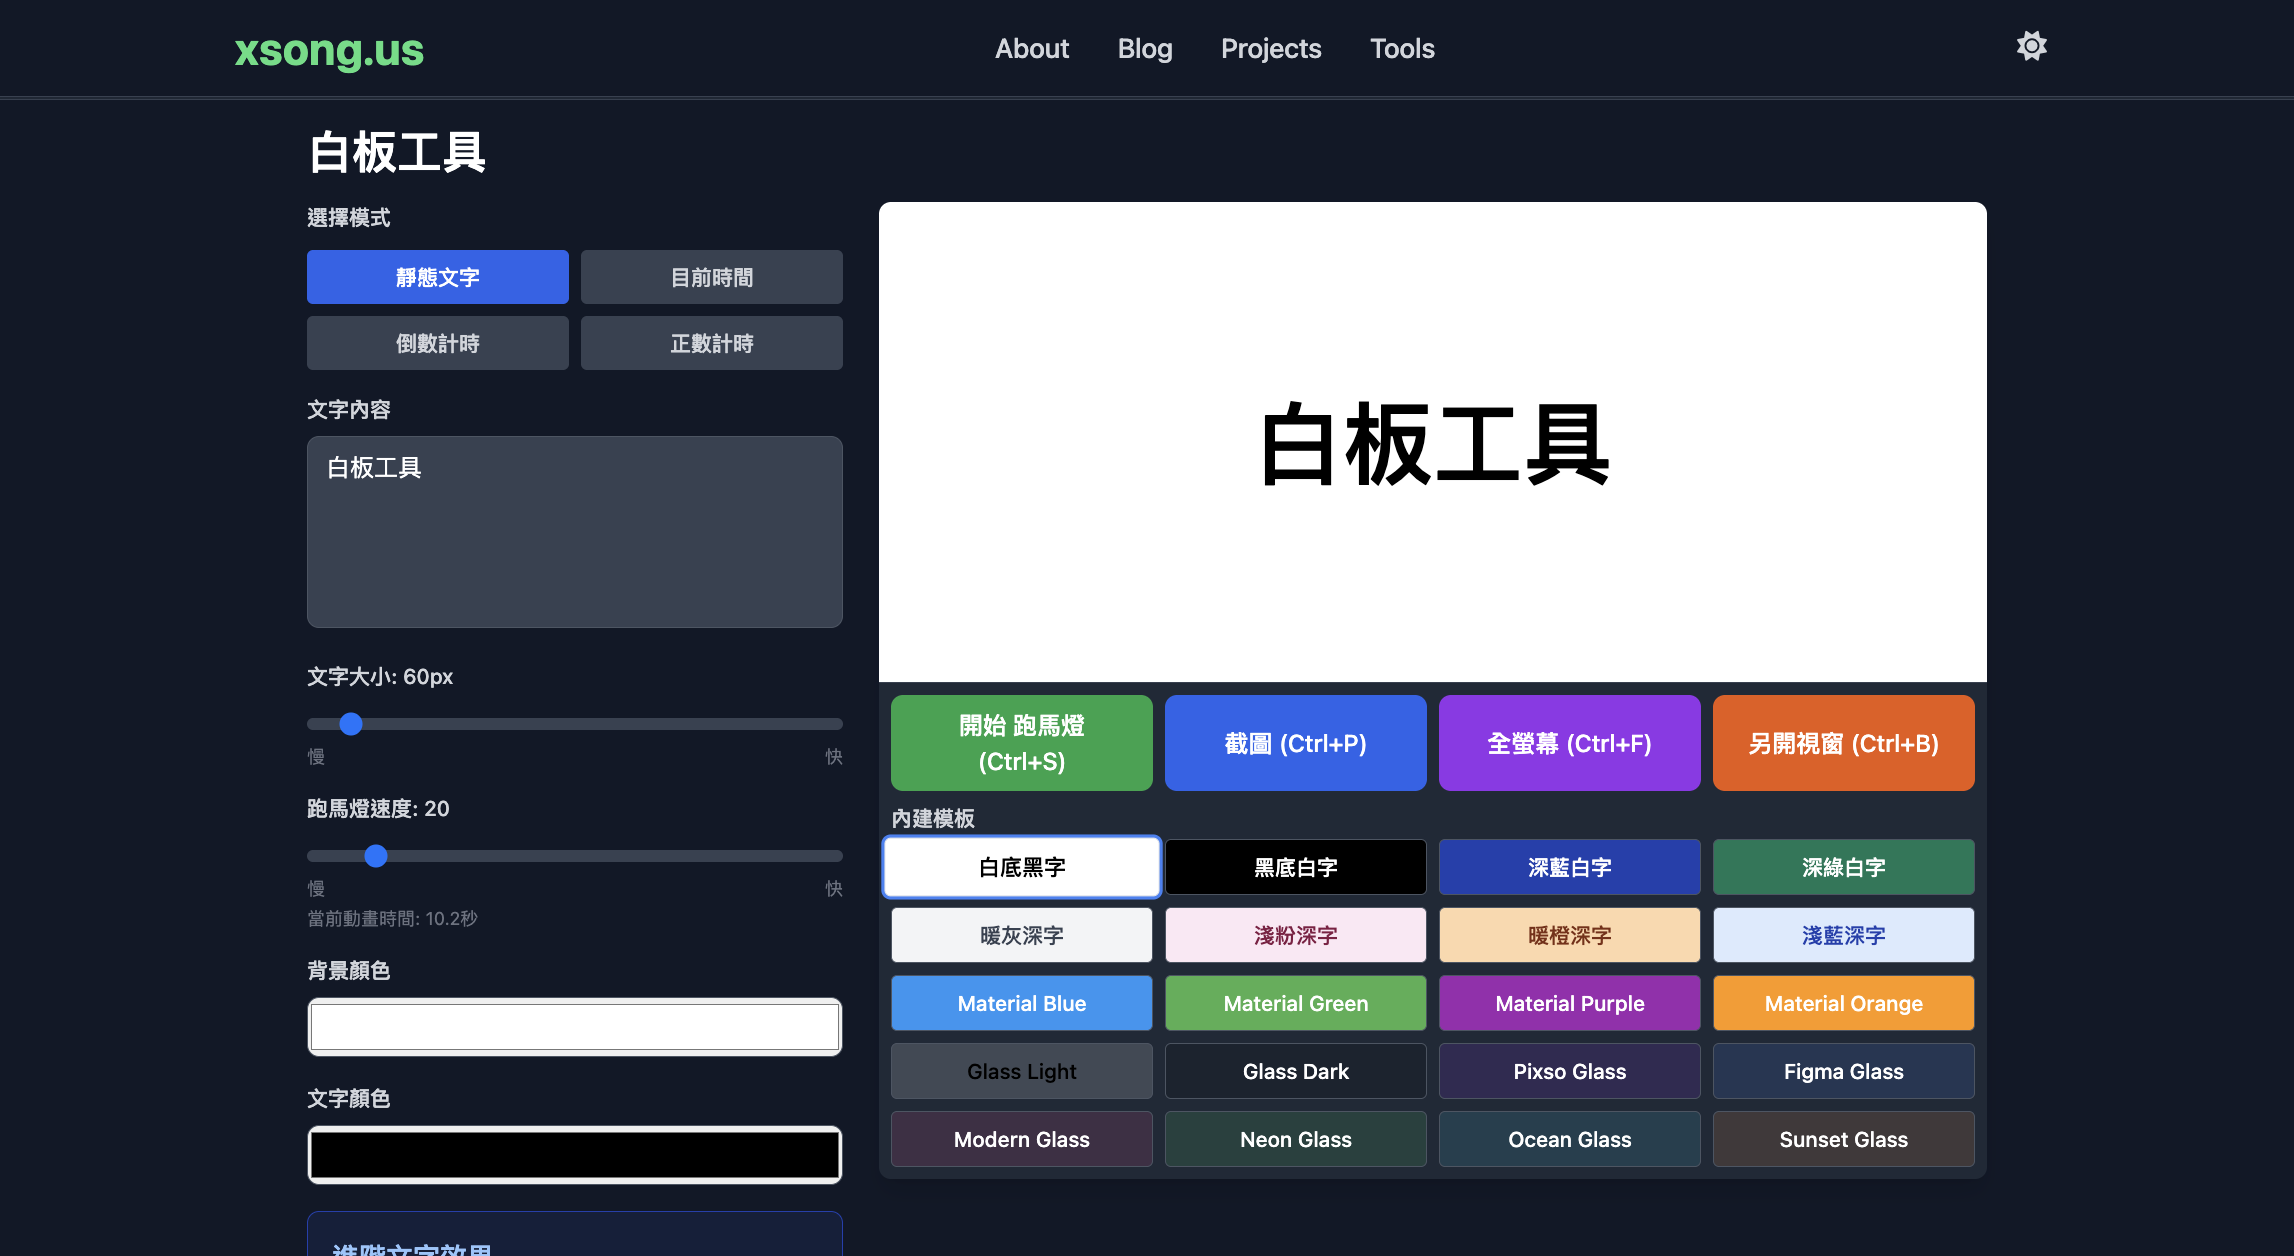 xsong.us
About
Blog
Projects
Tools
白板工具
選擇模式
靜態文字
目前時間
倒數計時
正數計時
文字內容
白板工具
文字大小: 60px
慢
快
跑馬燈速度: 20
慢
快
當前動畫時間: 10.2秒
背景顏色
文字顏色
進階文字效果
白板工具
開始 跑馬燈
(Ctrl+S)
截圖 (Ctrl+P)
全螢幕 (Ctrl+F)
另開視窗 (Ctrl+B)
內建模板
白底黑字
黑底白字
深藍白字
深綠白字
暖灰深字
淺粉深字
暖橙深字
淺藍深字
Material Blue
Material Green
Material Purple
Material Orange
Glass Light
Glass Dark
Pixso Glass
Figma Glass
Modern Glass
Neon Glass
Ocean Glass
Sunset Glass